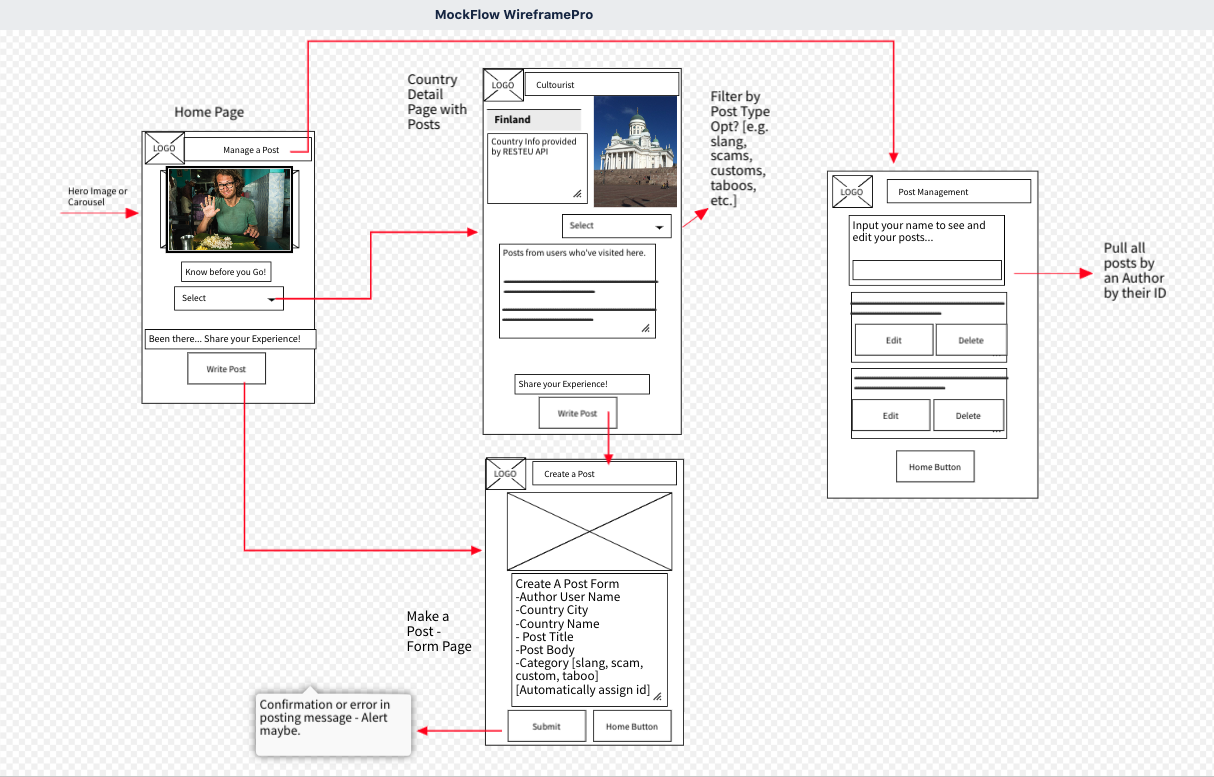 MockFlow WireframePro
Home Page
LOGO
Manage a Post
Hero Image or
Carousel
Know before you Go!
Select
Been there... Share your Experience!
Write Post
Country
Detail
Page with
Posts
LOGO
Cultourist
Finland
Country Info provided
by RESTEU API
Select
Posts from users who've visited here.
Share your Experience!
Write Post
Filter by
Post Type
Opt? [e.g.
slang,
scams,
customs,
taboos,
etc.]
LOGO
Post Management
Input your name to see and
edit your posts...
Edit
Delete
Edit
Delete
Home Button
Pull all
posts by
an Author
by their ID
LOGO
Create a Post
Make a
Post -
Form Page
Create A Post Form
-Author User Name
-Country City
-Country Name
- Post Title
-Post Body
-Category [slang, scam,
custom, taboo]
[Automatically assign id]
Submit
Home Button
Confirmation or error in
posting message - Alert
maybe.